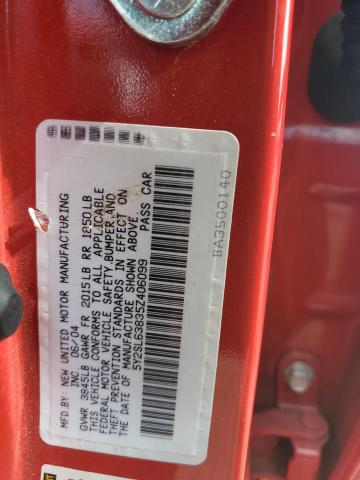 MFD BY NEW UNITED MOTOR MANUFACTURING
INC 06/04
GVWR 3845LB GAWR FR 2015LB RR 1850LB
THIS VEHICLE CONFORMS TO ALL APPLICABLE
FEDERAL MOTOR VEHICLE SAFETY,BUMPER,AND
THEFT PREVENTION STANDARDS IN EFFECT ON
THE DATE OF MANUFACTURE SHOWN ABOVE.
5Y2SL63835Z406099 PASS CAR
BA3500140